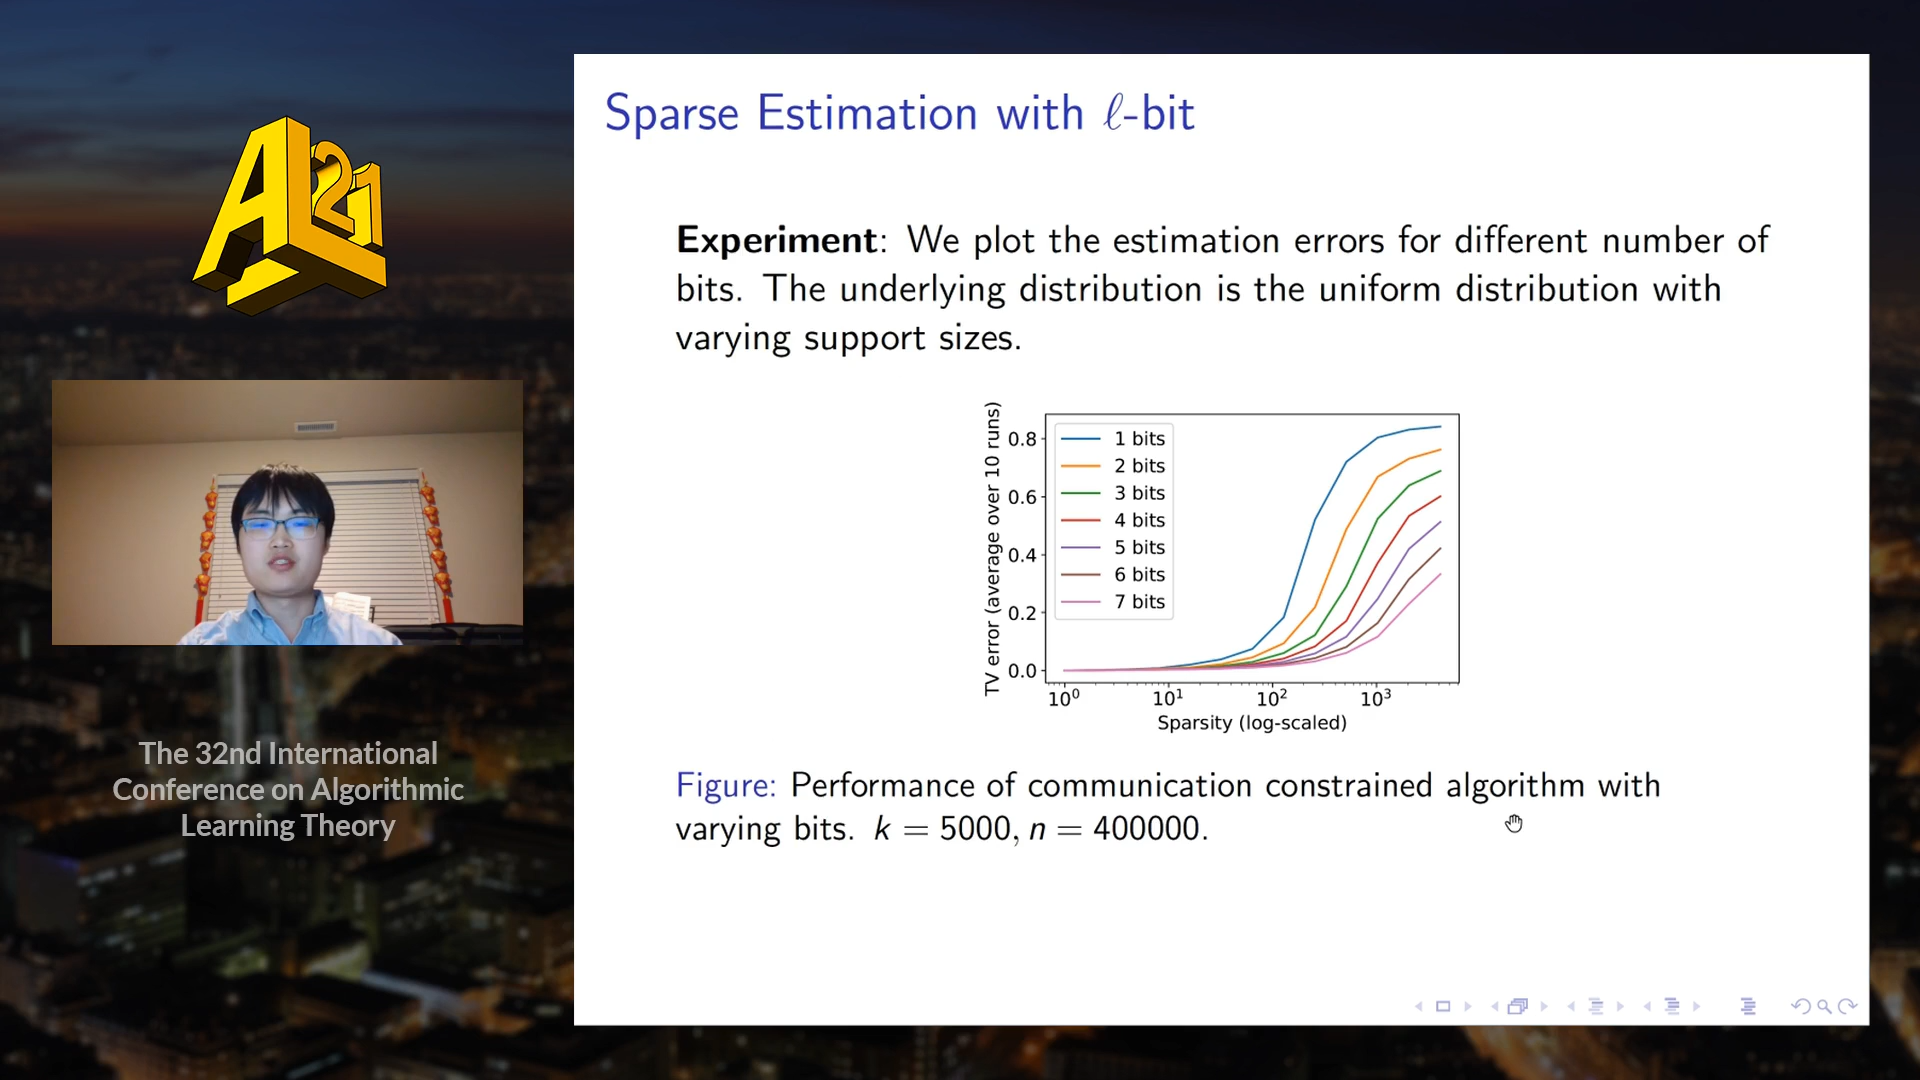 AL21
The 32nd International
Conference on Algorithmic
Learning Theory
Sparse Estimation with ℓ-bit
Experiment: We plot the estimation errors for different number of
bits. The underlying distribution is the uniform distribution with
varying support sizes.
TV error (average over 10 runs)
0.8
0.6
0.4
0.2
0.0
1 bits
2 bits
3 bits
4 bits
5 bits
6 bits
7 bits
10⁰ 10¹ 10² 10³
Sparsity (log-scaled)
Figure: Performance of communication constrained algorithm with
varying bits. k = 5000, n = 400000.